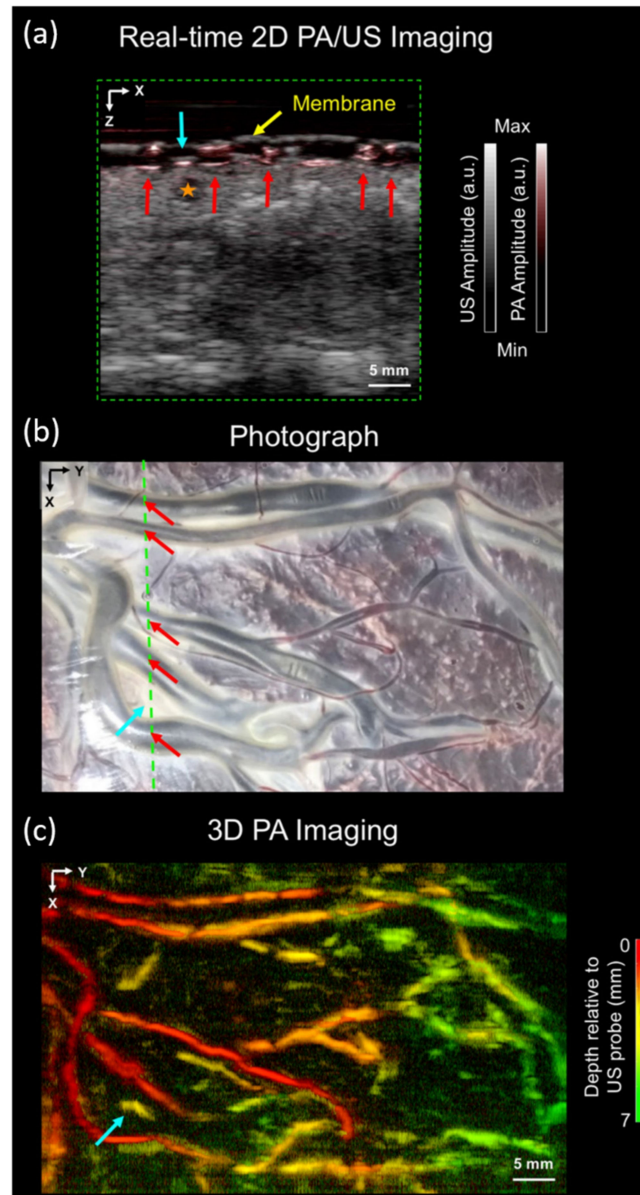 (a)
Real-time 2D PA/US Imaging
X
Z
Membrane
5 mm
Max
US Amplitude (a.u.)
PA Amplitude (a.u.)
Min
(b)
Photograph
Y
X
(c)
3D PA Imaging
Y
X
5 mm
0
Depth relative to
US probe (mm)
7